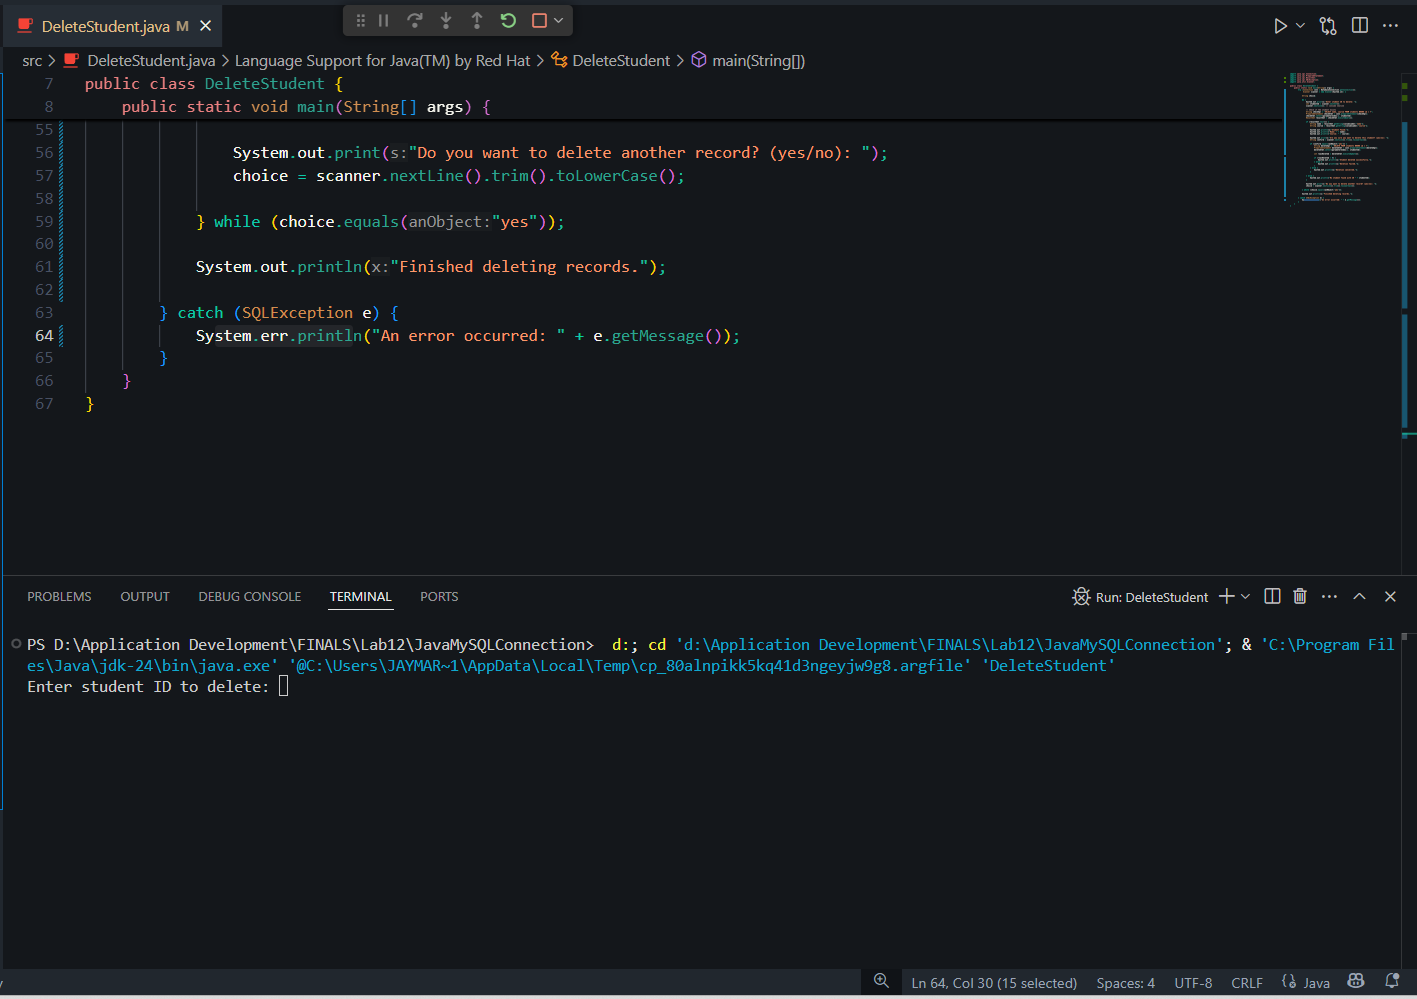 DeleteStudent.java M
src > DeleteStudent.java > Language Support for Java(TM) by Red Hat > DeleteStudent > main(String[])
7 public class DeleteStudent {
8 public static void main(String[] args) {
55
56 System.out.print(s:"Do you want to delete another record? (yes/no): ");
57 choice = scanner.nextLine().trim().toLowerCase();
58
59 } while (choice.equals(anObject:"yes"));
60
61 System.out.println(x:"Finished deleting records.");
62
63 } catch (SQLException e) {
64 System.err.println("An error occurred: " + e.getMessage());
65 }
66 }
67 }
PROBLEMS OUTPUT DEBUG CONSOLE TERMINAL PORTS Run: DeleteStudent
PS D:\Application Development\FINALS\Lab12\JavaMySQLConnection> d:; cd 'd:\Application Development\FINALS\Lab12\JavaMySQLConnection'; & 'C:\Program Fil
es\Java\jdk-24\bin\java.exe' '@C:\Users\JAYMAR~1\AppData\Local\Temp\cp_80alnpikk5kq41d3ngeyjw9g8.argfile' 'DeleteStudent'
Enter student ID to delete:
Ln 64, Col 30 (15 selected) Spaces: 4 UTF-8 CRLF Java